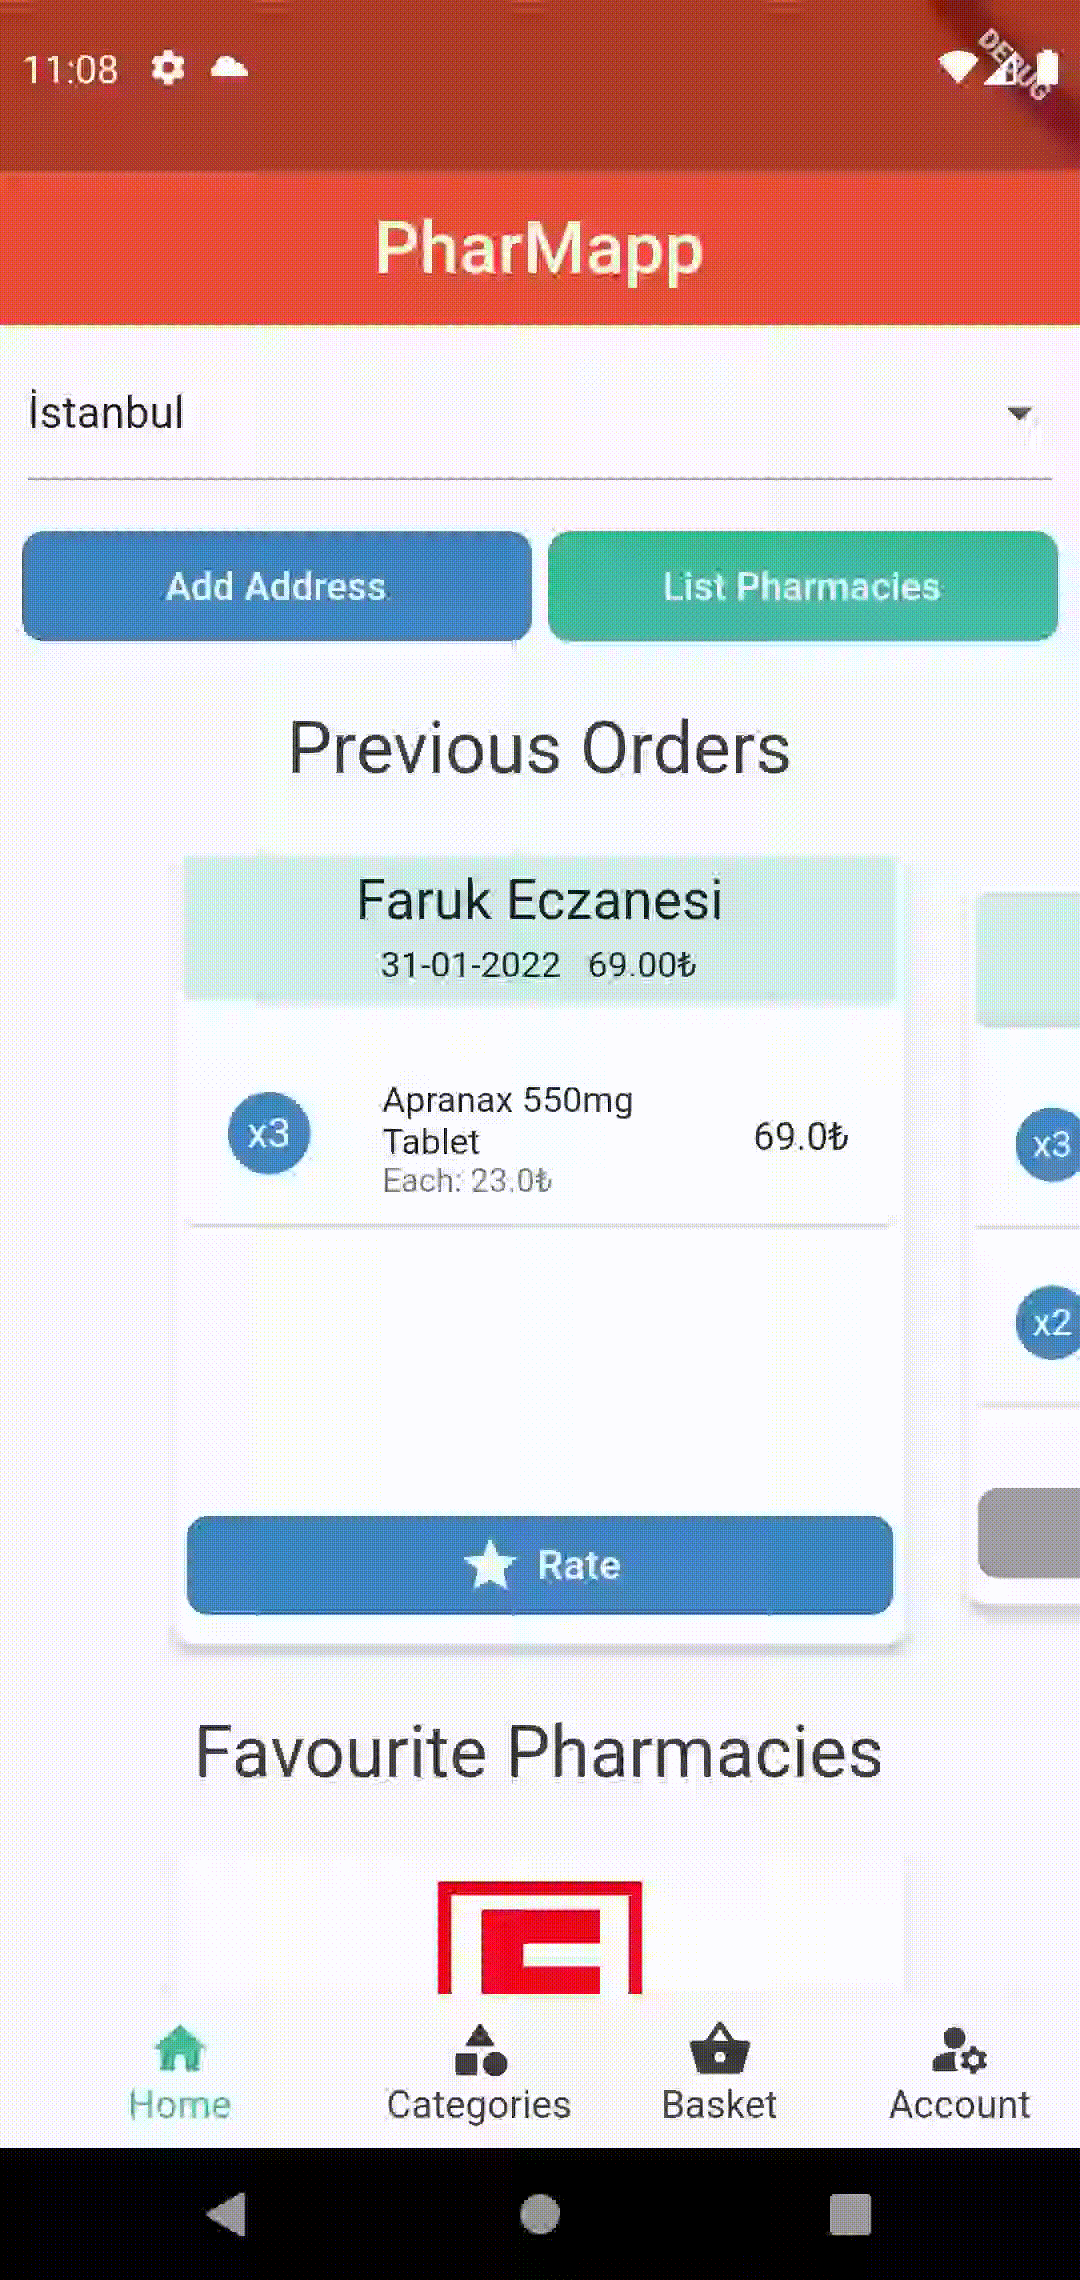 11:08
DEBUG
PharMapp
İstanbul
Add Address
List Pharmacies
Previous Orders
Faruk Eczanesi
31-01-2022 69.00₺
x3
Apranax 550mg
Tablet
Each: 23.0₺
69.0₺
x3
x2
Rate
Favourite Pharmacies
Home
Categories
Basket
Account